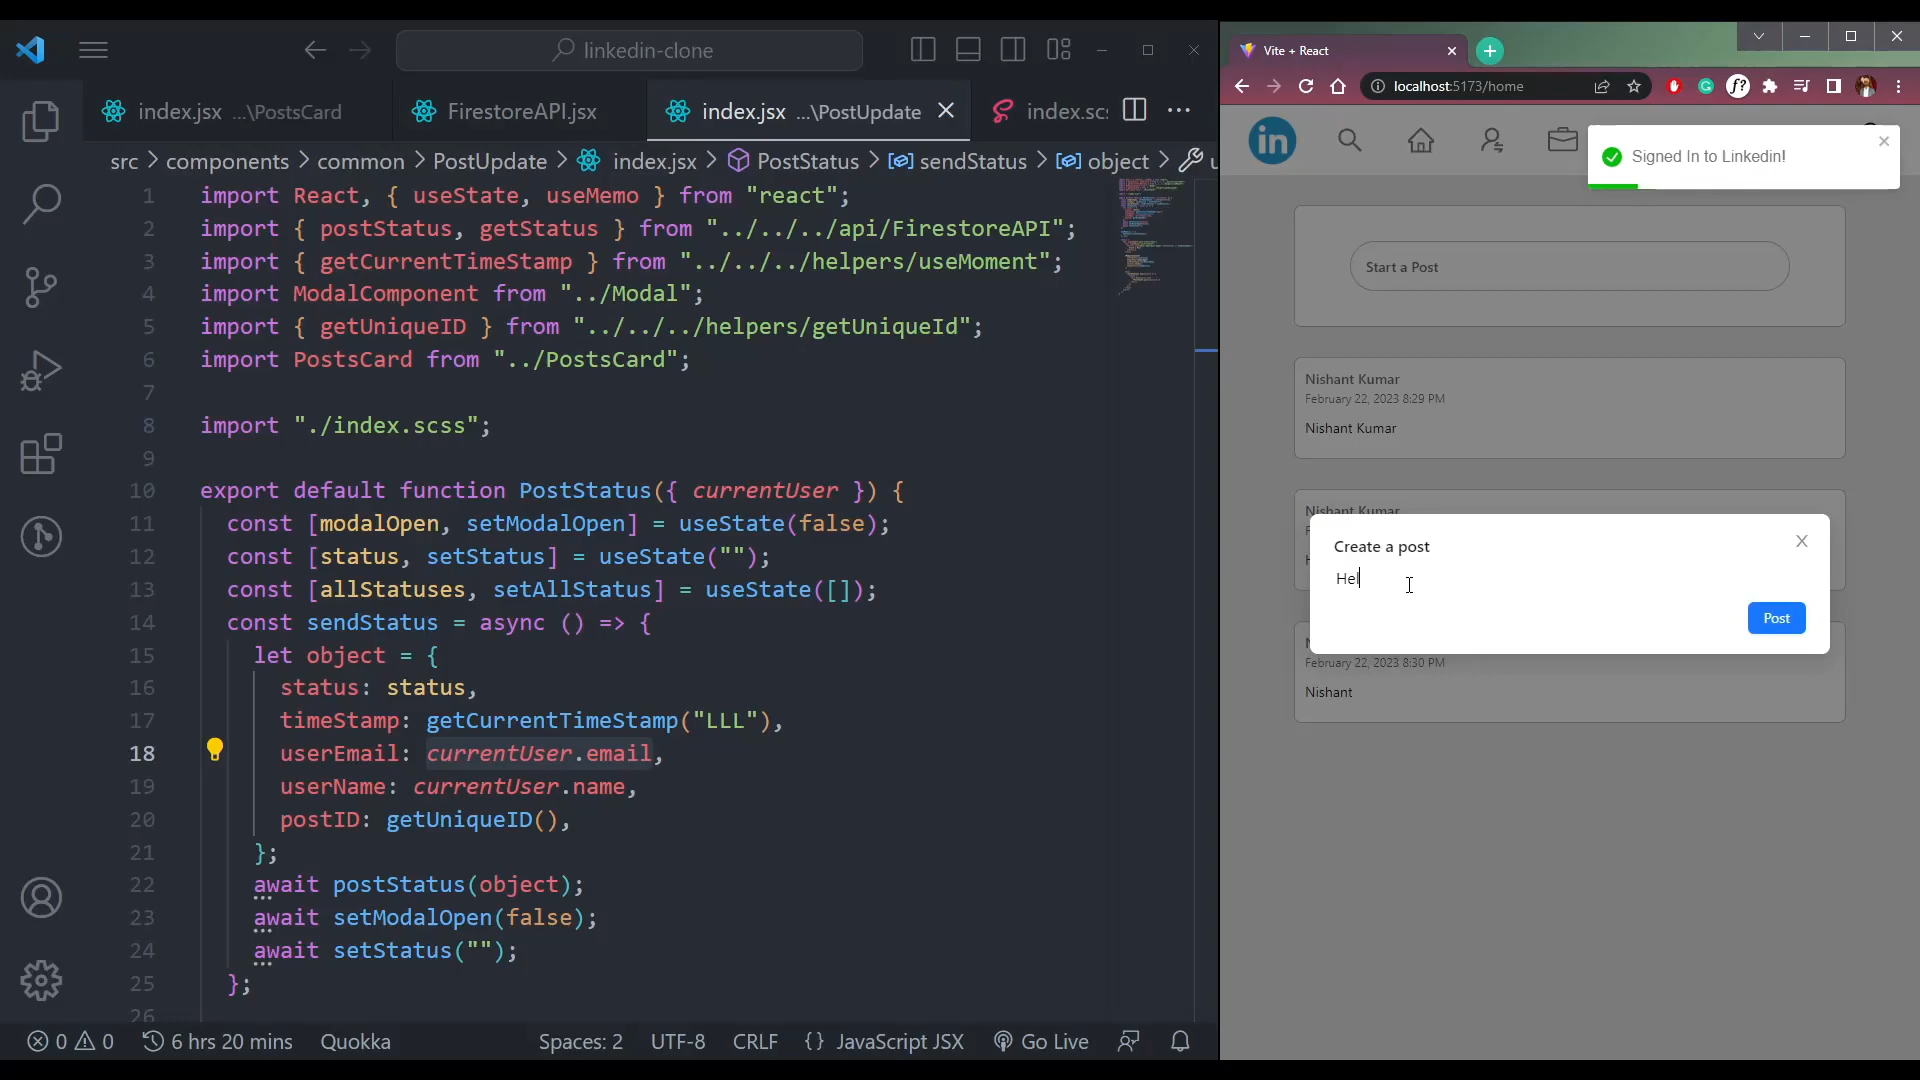 linkedin-clone
index.jsx ...\PostsCard
FirestoreAPI.jsx
index.jsx ...\PostUpdate
index.sc
src > components > common > PostUpdate > index.jsx > PostStatus > sendStatus > object >
1 import React, { useState, useMemo } from "react";
2 import { postStatus, getStatus } from "../../../api/FirestoreAPI";
3 import { getCurrentTimeStamp } from "../../../helpers/useMoment";
4 import ModalComponent from "../Modal";
5 import { getUniqueID } from "../../../helpers/getUniqueId";
6 import PostsCard from "../PostsCard";
7
8 import "./index.scss";
9
10 export default function PostStatus({ currentUser }) {
11 const [modalOpen, setModalOpen] = useState(false);
12 const [status, setStatus] = useState("");
13 const [allStatuses, setAllStatus] = useState([]);
14 const sendStatus = async () => {
15 let object = {
16 status: status,
17 timeStamp: getCurrentTimeStamp("LLL"),
18 userEmail: currentUser.email,
19 userName: currentUser.name,
20 postID: getUniqueID(),
21 };
22 await postStatus(object);
23 await setModalOpen(false);
24 await setStatus("");
25 };
26
0 0 6 hrs 20 mins Quokka Spaces: 2 UTF-8 CRLF {} JavaScript JSX Go Live
Vite + React
localhost:5173/home
in
Signed In to Linkedin!
Start a Post
Nishant Kumar
February 22, 2023 8:29 PM
Nishant Kumar
Nishant Kumar
Create a post
Hel
Post
February 22, 2023 8:30 PM
Nishant